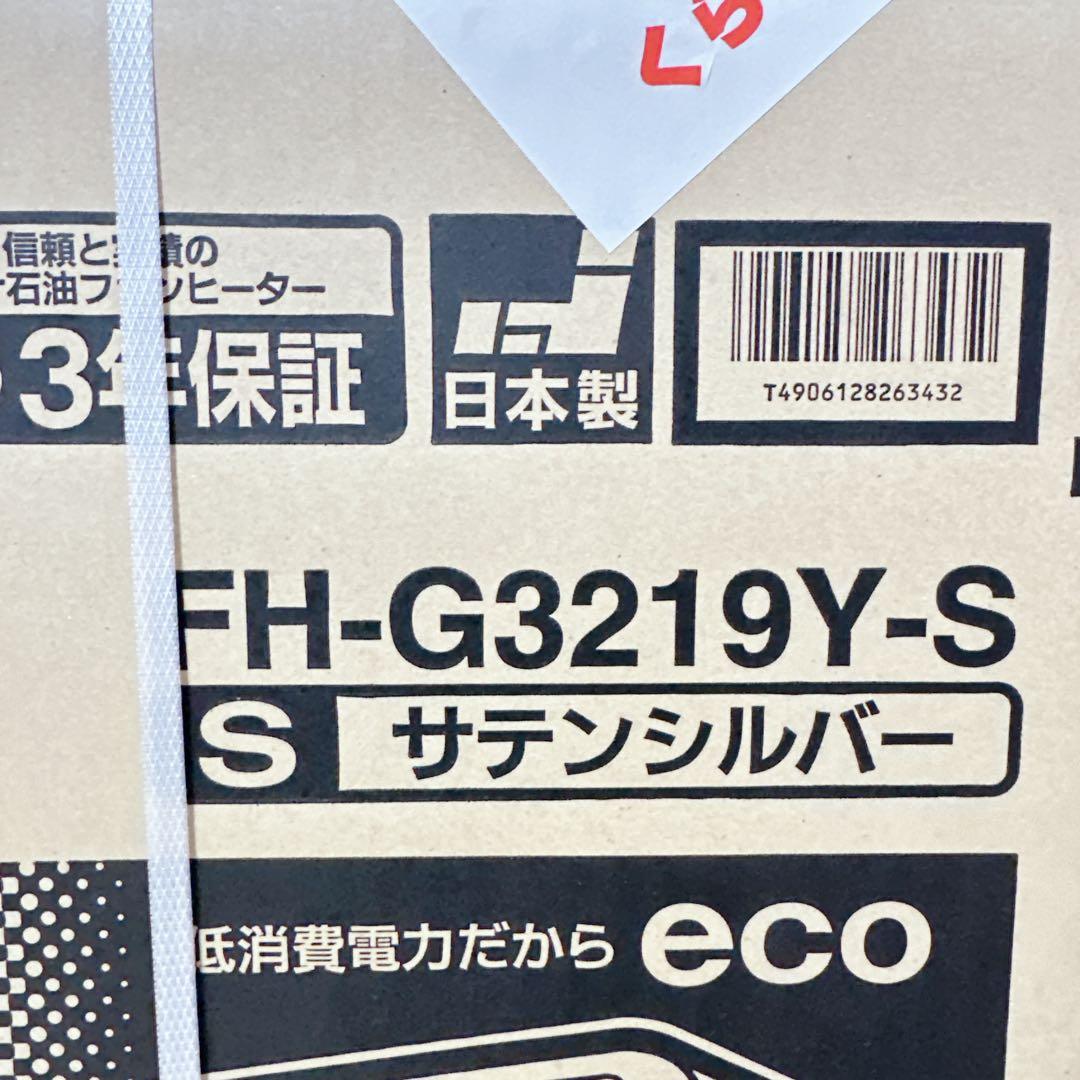 くら
信頼と実績の
石油ファンヒーター
3年保証
日本製
T4906128263432
FH-G3219Y-S
S サテンシルバー
低消費電力だから eco